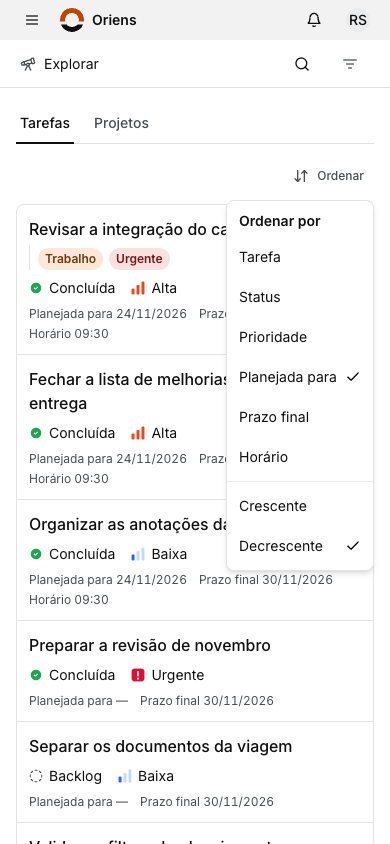 Oriens
RS
Explorar
Tarefas
Projetos
Ordenar
Ordenar por
Tarefa
Status
Prioridade
Planejada para
Prazo final
Horário
Crescente
Decrescente
Revisar a integração do
Trabalho
Urgente
Concluída
Alta
Planejada para 24/11/2026
Horário 09:30
Fechar a lista de melhorias
entrega
Concluída
Alta
Planejada para 24/11/2026
Horário 09:30
Organizar as anotações
Concluída
Baixa
Planejada para 24/11/2026 Prazo final 30/11/2026
Horário 09:30
Preparar a revisão de novembro
Concluída
Urgente
Planejada para — Prazo final 30/11/2026
Separar os documentos da viagem
Backlog
Baixa
Planejada para — Prazo final 30/11/2026